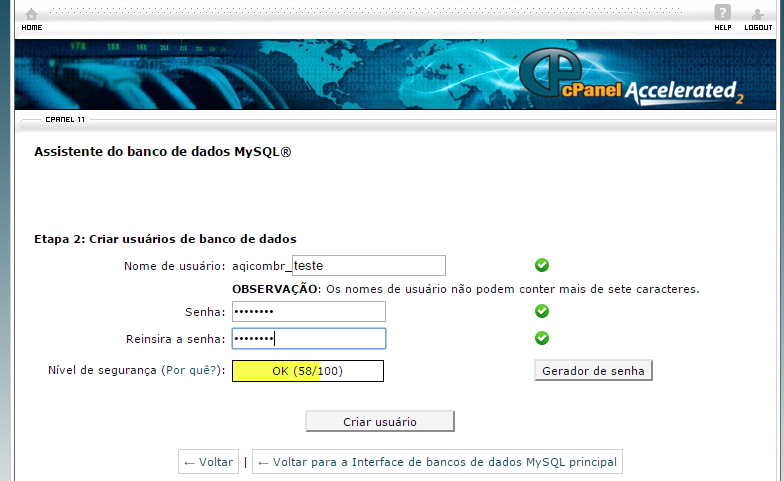 HOME
HELP
LOGOUT
17X 18X
cPanel Accelerated2
CPANEL 11
Assistente do banco de dados MySQL®
Etapa 2: Criar usuários de banco de dados
Nome de usuário: aqicombr_teste
OBSERVAÇÃO: Os nomes de usuário não podem conter mais de sete caracteres.
Senha: ••••••••
Reinsira a senha: ••••••••
Nível de segurança (Por quê?): OK (58/100) Gerador de senha
Criar usuário
← Voltar | ← Voltar para a Interface de bancos de dados MySQL principal